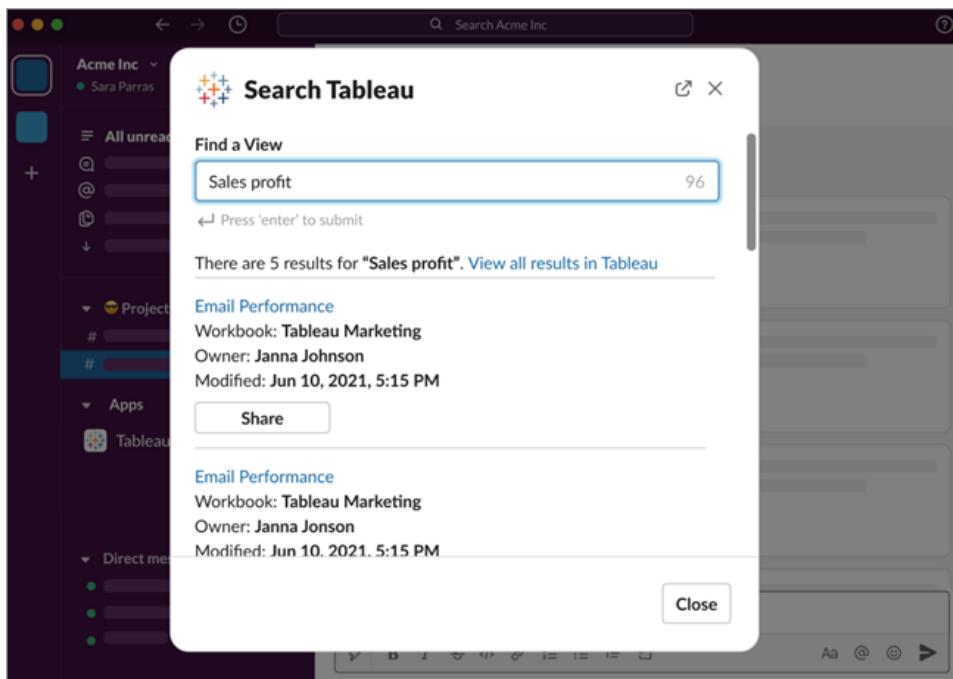 Search Acme Inc
Acme Inc
Sara Parras
All unread
Project
Apps
Tableau
Direct mes
Search Tableau
Find a View
Sales profit 96
Press 'enter' to submit
There are 5 results for "Sales profit". View all results in Tableau
Email Performance
Workbook: Tableau Marketing
Owner: Janna Johnson
Modified: Jun 10, 2021, 5:15 PM
Share
Email Performance
Workbook: Tableau Marketing
Owner: Janna Jonson
Modified: Jun 10, 2021, 5:15 PM
Close
Aa @